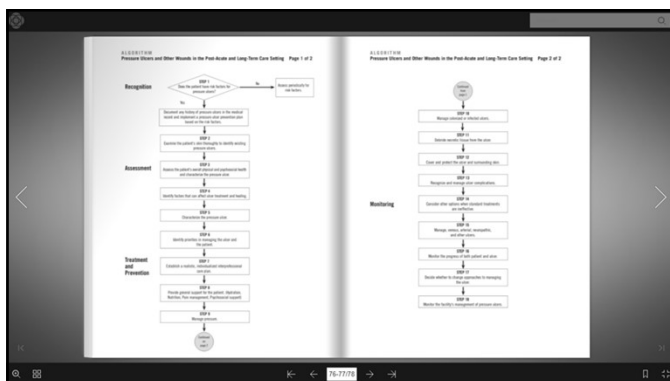 ALGORITHM
Pressure Ulcers and Other Wounds in the Post-Acute and Long-Term Care Setting Page 1 of 2
Recognition
STEP 1
Does the patient have risk factors for
pressure ulcers?
No
Assess periodically for
risk factors.
Yes
Document any history of pressure ulcers in the medical
record and implement a pressure ulcer prevention plan
based on the risk factors.
STEP 2
Examine the patient's skin thoroughly to identify existing
pressure ulcers.
Assessment
STEP 3
Assess the patient's overall physical and psychosocial health
and characterize the pressure ulcer.
STEP 4
Identify factors that can affect ulcer treatment and healing.
STEP 5
Characterize the pressure ulcer.
STEP 6
Identify priorities in managing the ulcer and
the patient.
Treatment
and
Prevention
STEP 7
Establish a realistic, individualized interprofessional
care plan.
STEP 8
Provide general support for the patient: Hydration,
Nutrition, Pain management, Psychosocial support.
STEP 9
Manage pressure.
Continued
on
page 2
ALGORITHM
Pressure Ulcers and Other Wounds in the Post-Acute and Long-Term Care Setting Page 2 of 2
Continued
from
page 1
STEP 10
Manage colonized or infected ulcers.
STEP 11
Debride necrotic tissue from the ulcer.
STEP 12
Cover and protect the ulcer and surrounding skin.
STEP 13
Recognize and manage ulcer complications.
Monitoring
STEP 14
Consider other options when standard treatments
are ineffective.
STEP 15
Manage, venous, arterial, neuropathic,
and other ulcers.
STEP 16
Monitor the progress of both patient and ulcer.
STEP 17
Decide whether to change approaches to managing
the ulcer.
STEP 18
Monitor the facility's management of pressure ulcers.
76-77/78